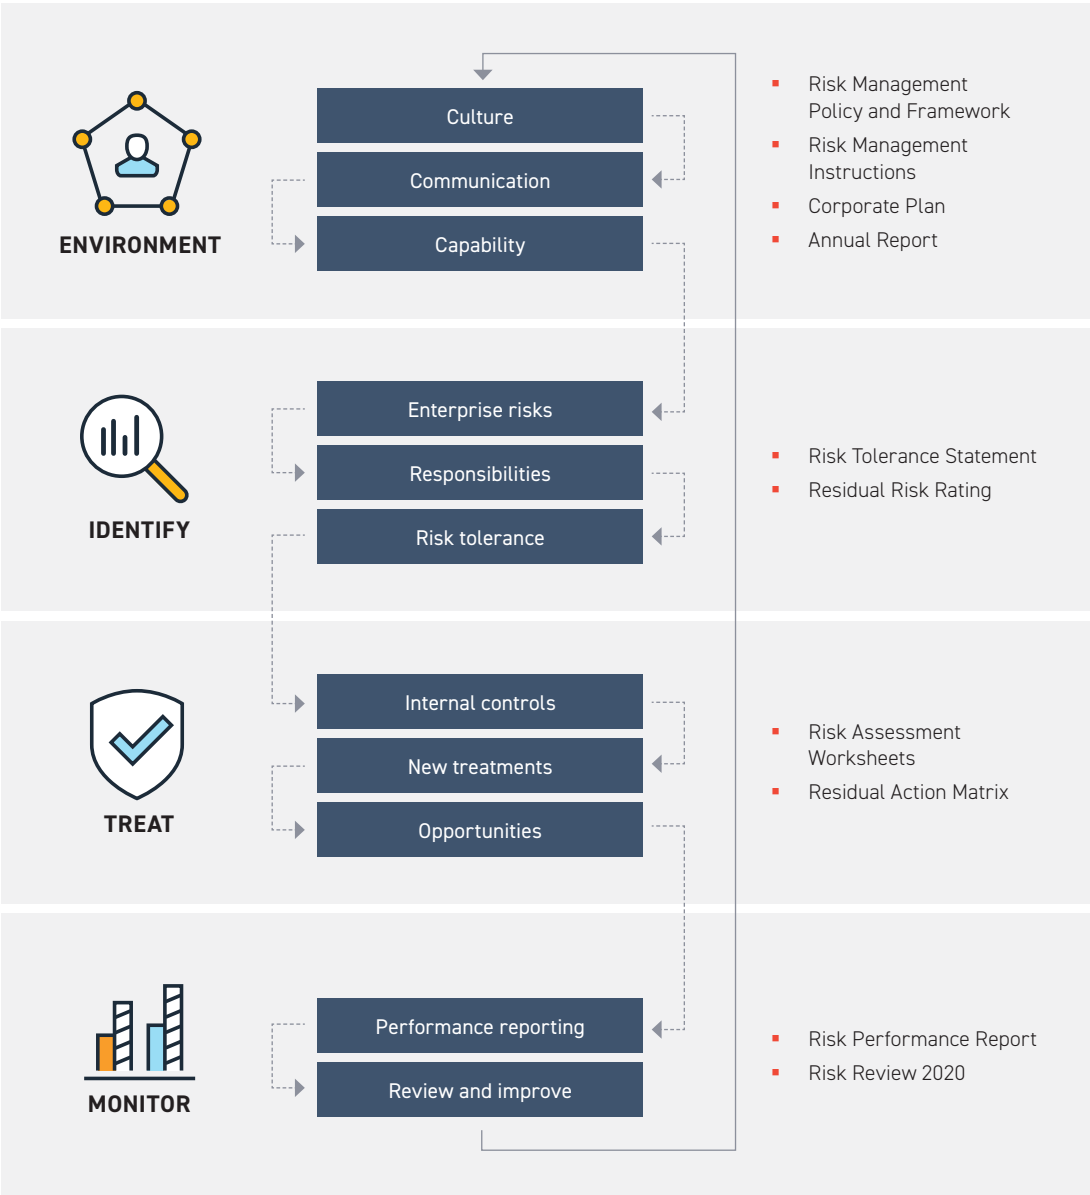 ENVIRONMENT
Culture
Communication
Capability
▪ Risk Management
Policy and Framework
▪ Risk Management
Instructions
▪ Corporate Plan
▪ Annual Report
IDENTIFY
Enterprise risks
Responsibilities
Risk tolerance
▪ Risk Tolerance Statement
▪ Residual Risk Rating
TREAT
Internal controls
New treatments
Opportunities
▪ Risk Assessment
Worksheets
▪ Residual Action Matrix
MONITOR
Performance reporting
Review and improve
▪ Risk Performance Report
▪ Risk Review 2020